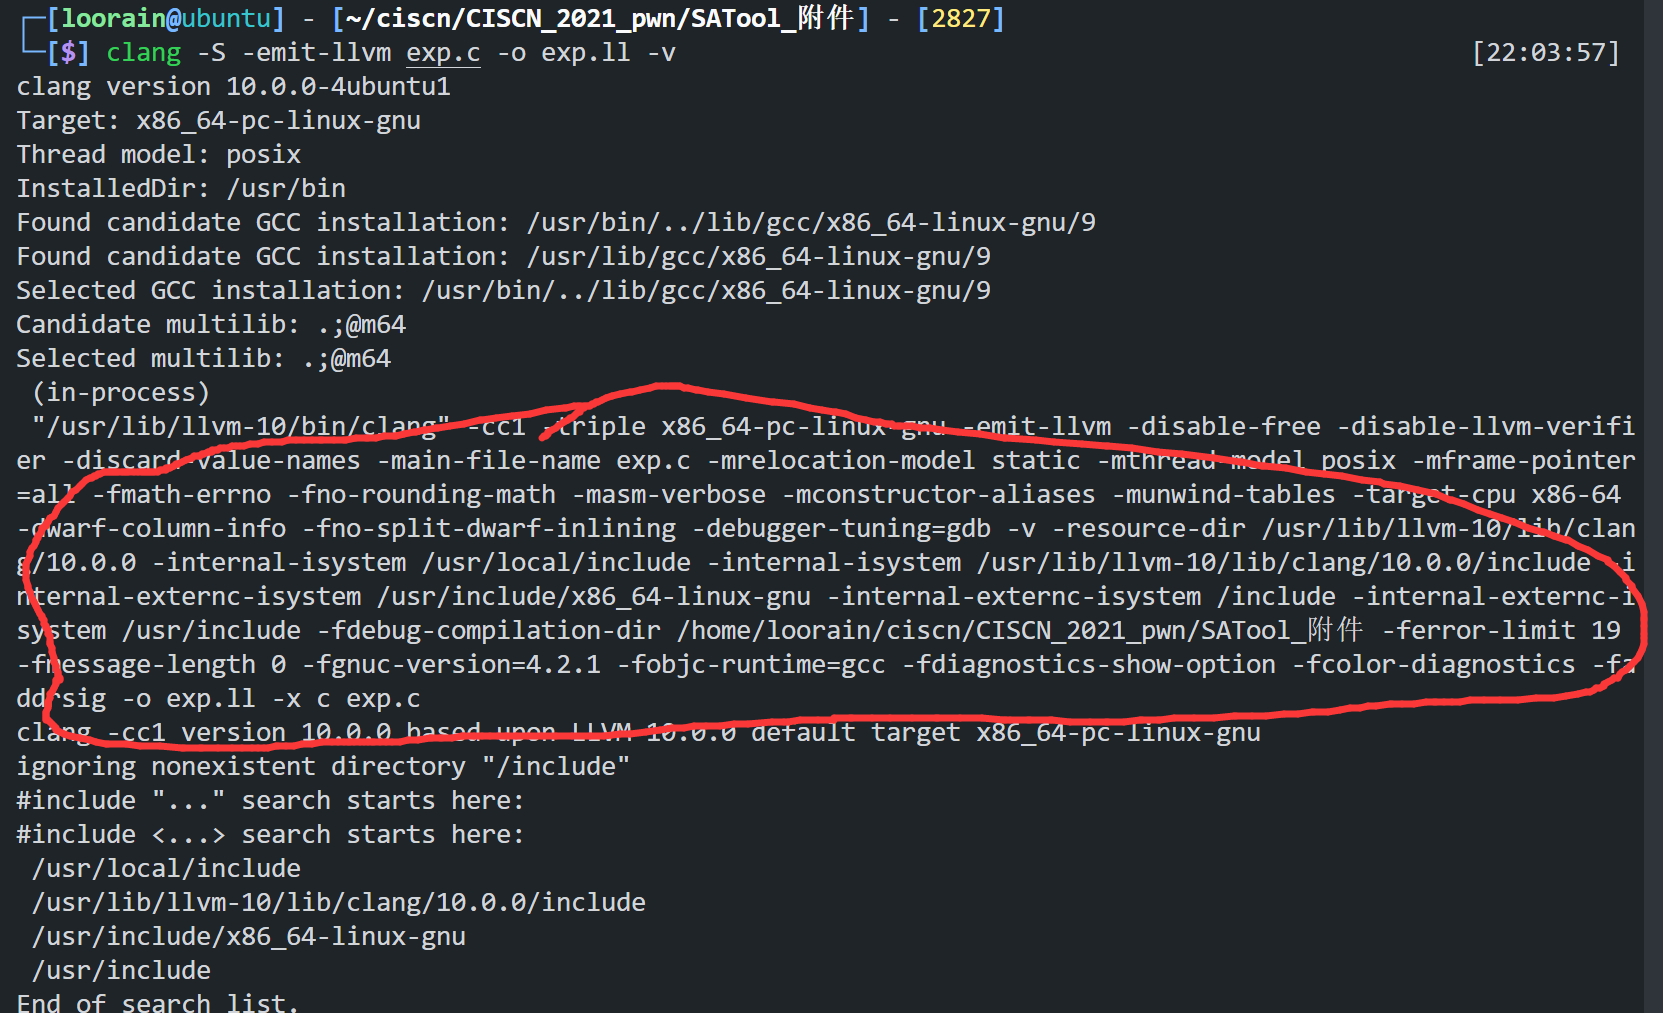 [loorain@ubuntu] - [~/ciscn/CISCN_2021_pwn/SATool_附件] - [2827]
[$] clang -S -emit-llvm exp.c -o exp.ll -v [22:03:57]
clang version 10.0.0-4ubuntu1
Target: x86_64-pc-linux-gnu
Thread model: posix
InstalledDir: /usr/bin
Found candidate GCC installation: /usr/bin/../lib/gcc/x86_64-linux-gnu/9
Found candidate GCC installation: /usr/lib/gcc/x86_64-linux-gnu/9
Selected GCC installation: /usr/bin/../lib/gcc/x86_64-linux-gnu/9
Candidate multilib: .;@m64
Selected multilib: .;@m64
(in-process)
"/usr/lib/llvm-10/bin/clang" -cc1 -triple x86_64-pc-linux-gnu -emit-llvm -disable-free -disable-llvm-verifi
er -discard-value-names -main-file-name exp.c -mrelocation-model static -mthread-model posix -mframe-pointer
=all -fmath-errno -fno-rounding-math -masm-verbose -mconstructor-aliases -munwind-tables -target-cpu x86-64
-dwarf-column-info -fno-split-dwarf-inlining -debugger-tuning=gdb -v -resource-dir /usr/lib/llvm-10/lib/clan
g/10.0.0 -internal-isystem /usr/local/include -internal-isystem /usr/lib/llvm-10/lib/clang/10.0.0/include -i
nternal-externc-isystem /usr/include/x86_64-linux-gnu -internal-externc-isystem /include -internal-externc-i
system /usr/include -fdebug-compilation-dir /home/loorain/ciscn/CISCN_2021_pwn/SATool_附件 -ferror-limit 19
-fmessage-length 0 -fgnuc-version=4.2.1 -fobjc-runtime=gcc -fdiagnostics-show-option -fcolor-diagnostics -fa
ddrsig -o exp.ll -x c exp.c
clang -cc1 version 10.0.0 based upon LLVM 10.0.0 default target x86_64-pc-linux-gnu
ignoring nonexistent directory "/include"
#include "..." search starts here:
#include <...> search starts here:
/usr/local/include
/usr/lib/llvm-10/lib/clang/10.0.0/include
/usr/include/x86_64-linux-gnu
/usr/include
End of search list.